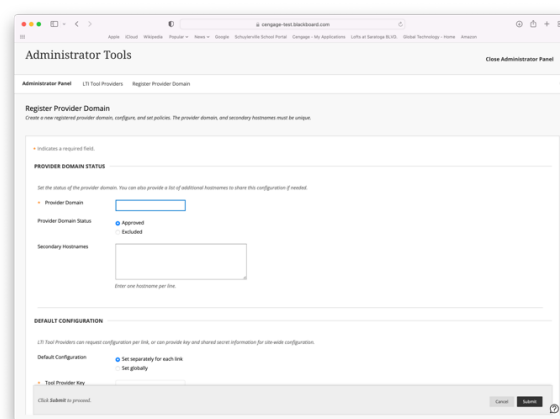 cengage-test.blackboard.com
Apple iCloud Wikipedia Popular News Google Schuylerville School Portal Cengage - My Applications Lofts at Saratoga BLVD. Global Technology - Home Amazon
Administrator Tools
Close Administrator Panel
Administrator Panel LTI Tool Providers Register Provider Domain
Register Provider Domain
Create a new registered provider domain, configure, and set policies. The provider domain, and secondary hostnames must be unique.
* Indicates a required field.
PROVIDER DOMAIN STATUS
Set the status of the provider domain. You can also provide a list of additional hostnames to share this configuration if needed.
* Provider Domain
Provider Domain Status
Approved
Excluded
Secondary Hostnames
Enter one hostname per line.
DEFAULT CONFIGURATION
LTI Tool Providers can request configuration per link, or can provide key and shared secret information for site-wide configuration.
Default Configuration
Set separately for each link
Set globally
* Tool Provider Key
Click Submit to proceed.
Cancel Submit